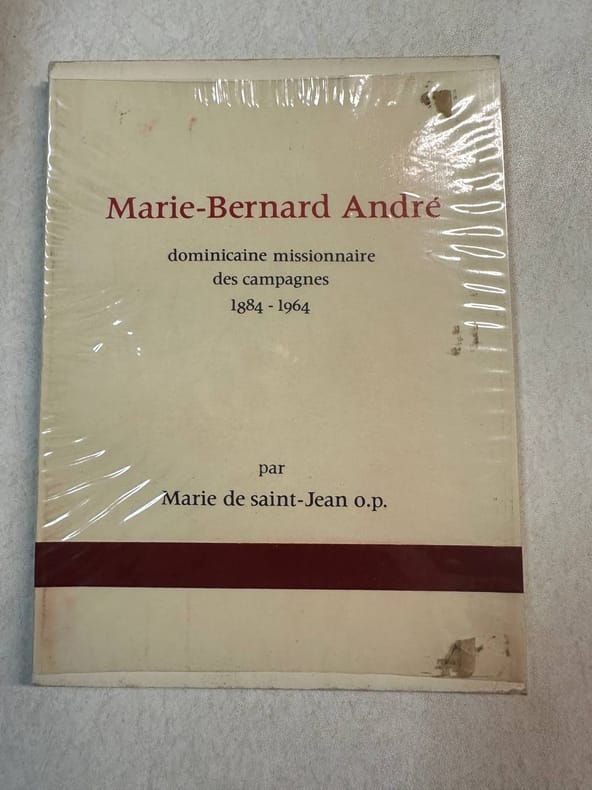 Marie-Bernard André
dominicaine missionnaire
des campagnes
1884 - 1964
par
Marie de saint-Jean o.p.